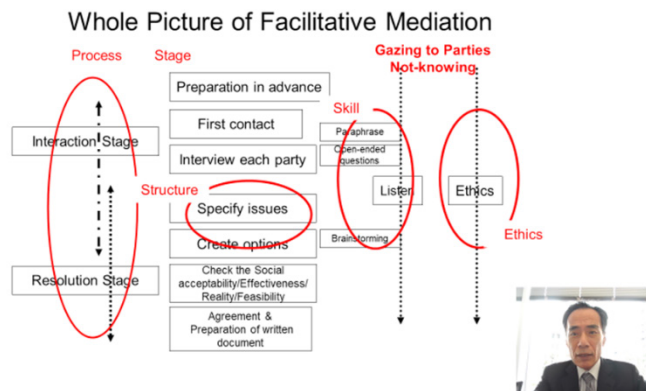 Whole Picture of Facilitative Mediation
Process
Stage
Gazing to Parties
Not-knowing
Preparation in advance
Skill
First contact
Paraphrase
Interaction Stage
Open-ended
questions
Interview each party
Structure
Listen
Ethics
Specify issues
Ethics
Create options
Brainstorming
Resolution Stage
Check the Social
acceptability/Effectiveness/
Reality/Feasibility
Agreement &
Preparation of written
document